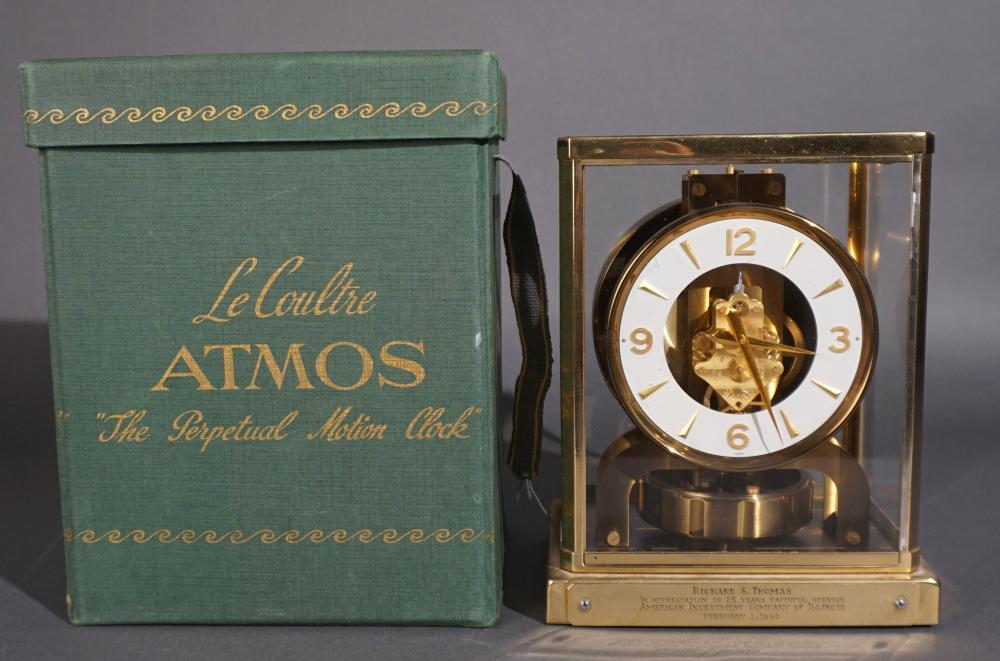 Le Coultre
ATMOS
"The Perpetual Motion Clock"
12
9
3
6
RICHARD S. THOMAS
IN APPRECIATION OF 25 YEARS FAITHFUL SERVICE
AMERICAN INVESTMENT COMPANY OF ILLINOIS
FEBRUARY 1, 1959